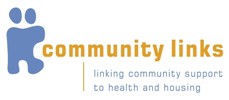 community links
linking community support
to health and housing